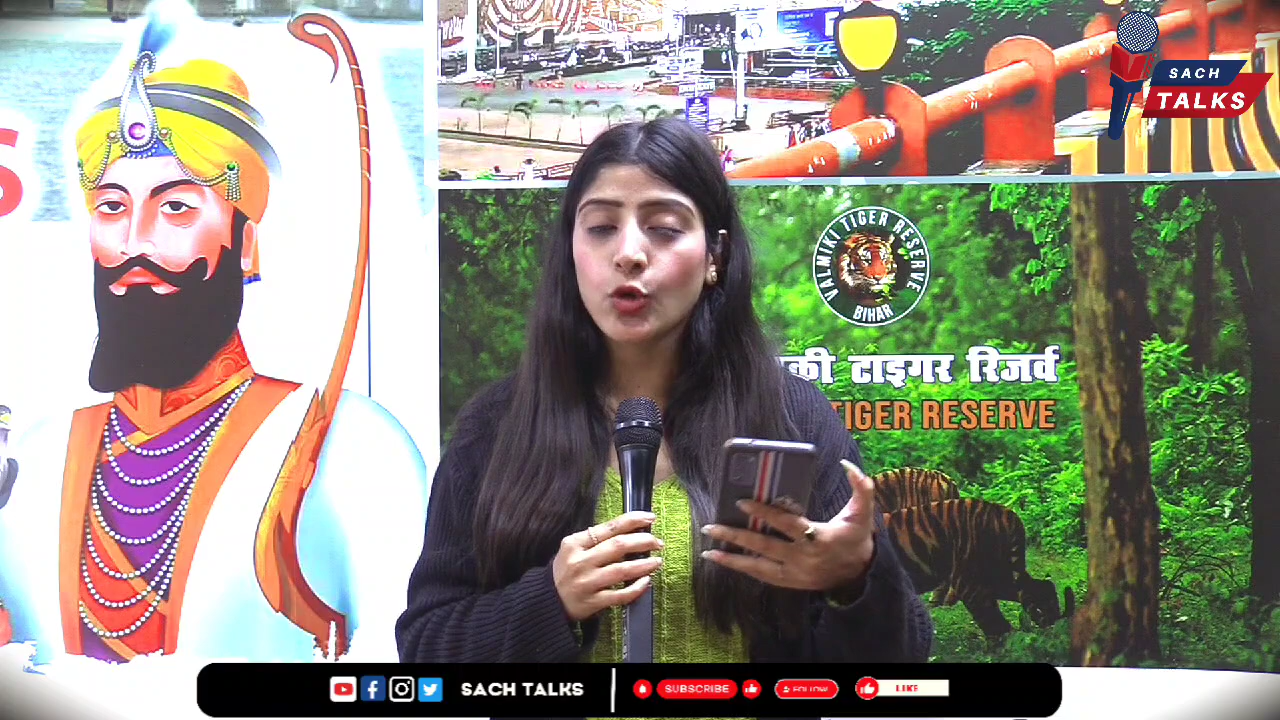 SACH
TALKS
VALMIKI TIGER RESERVE
BIHAR
टाइगर रिजर्व
TIGER RESERVE
SACH TALKS
SUBSCRIBE
FOLLOW
LIKE